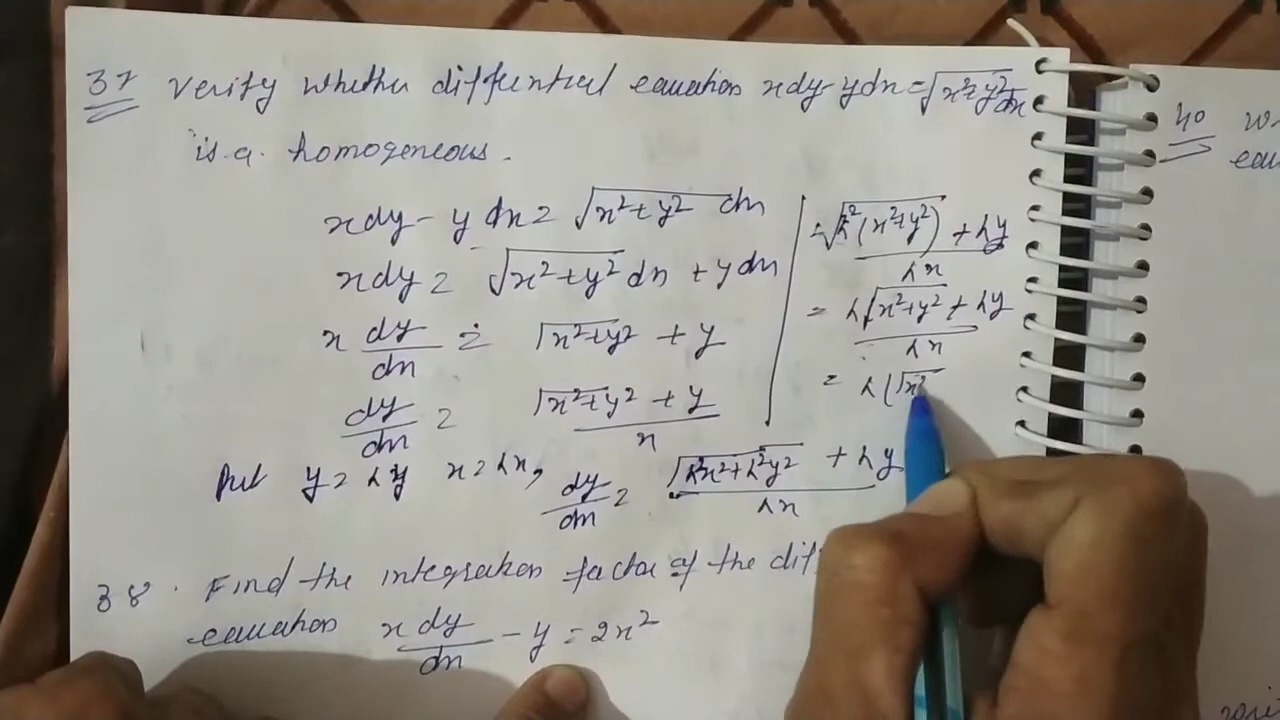 37 Verify whether differential equation xdy-ydx=√x²+y² dx
is a. homogeneous.
xdy - y dx = √x²+y² dx
xdy = √x²+y² dx + y dx
x dy/dx = √x²+y² + y
dy/dx = √x²+y² + y / x
Put y = λy x = λx, dy/dx = √λ²x²+λ²y² + λy / λx
= √λ²(x²+y²) + λy / λx
= λ√x²+y² + λy / λx
= λ(√x²
38. Find the integration factor of the dif
equation x dy/dx - y = 2x²
40